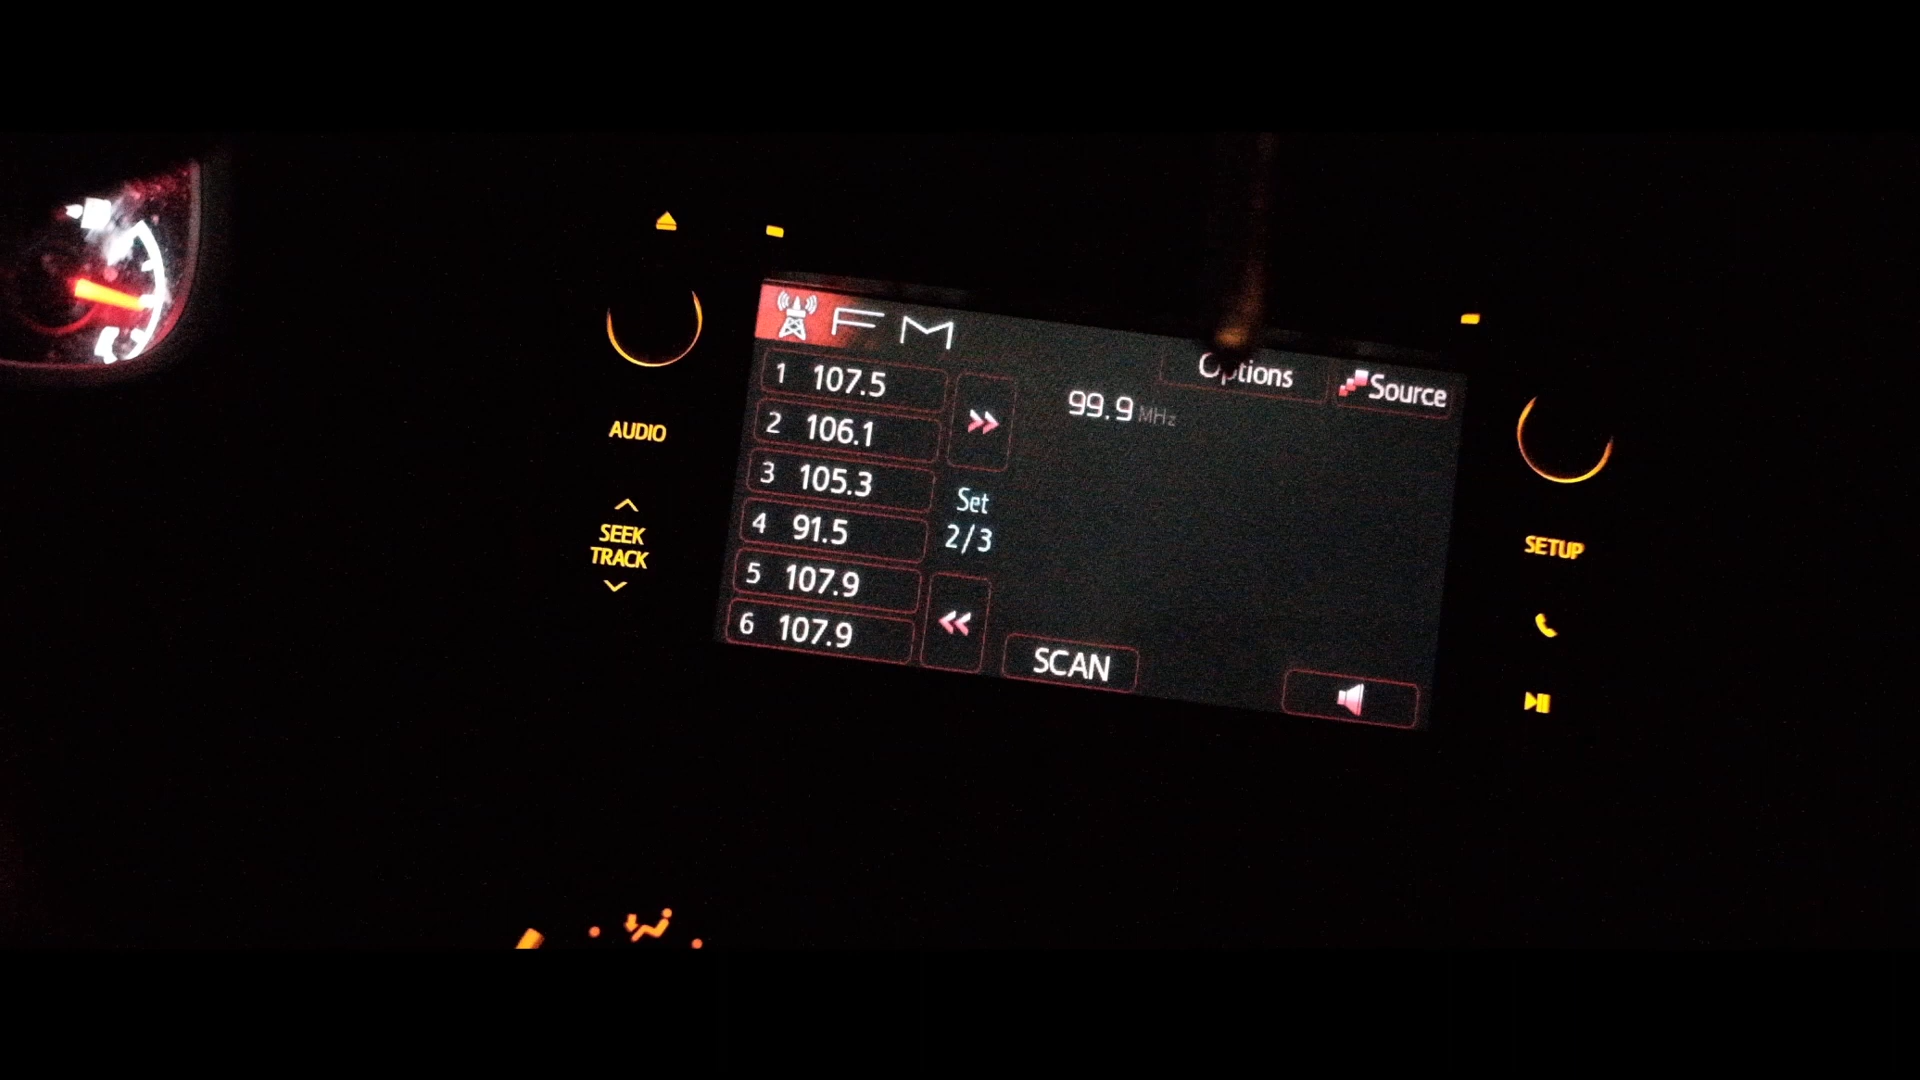 FM
Options
Source
1 107.5
99.9 MHz
2 106.1
3 105.3
Set
2/3
4 91.5
5 107.9
6 107.9
SCAN
AUDIO
SEEK
TRACK
SETUP